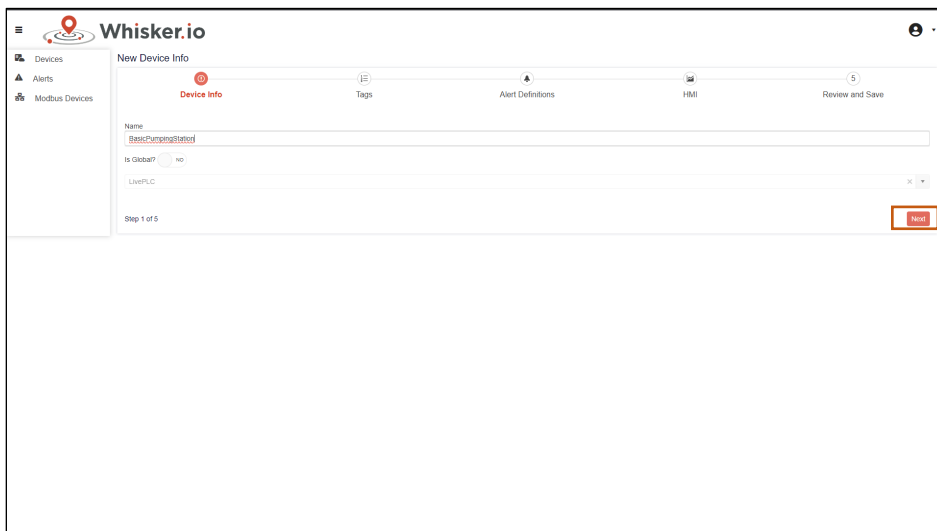 Whisker.io
Devices
Alerts
Modbus Devices
New Device Info
Device Info
Tags
Alert Definitions
HMI
5
Review and Save
Name
BasicPumpingStation
Is Global?
NO
LivePLC
Step 1 of 5
Next